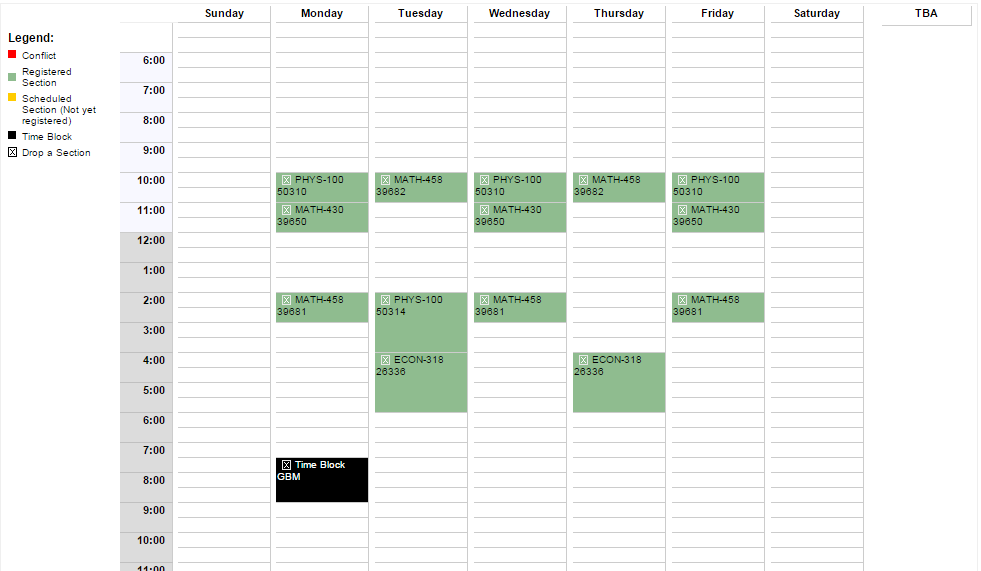 Sunday Monday Tuesday Wednesday Thursday Friday Saturday TBA
Legend:
Conflict
Registered
Section
Scheduled
Section (Not yet
registered)
Time Block
Drop a Section
6:00
7:00
8:00
9:00
10:00 PHYS-100 MATH-458 PHYS-100 MATH-458 PHYS-100
50310 39682 50310 39682 50310
11:00 MATH-430 MATH-430 MATH-430
39650 39650 39650
12:00
1:00
2:00 MATH-458 PHYS-100 MATH-458 MATH-458
39681 50314 39681 39681
3:00
4:00 ECON-318 ECON-318
26336 26336
5:00
6:00
7:00
Time Block
GBM
8:00
9:00
10:00
11:00